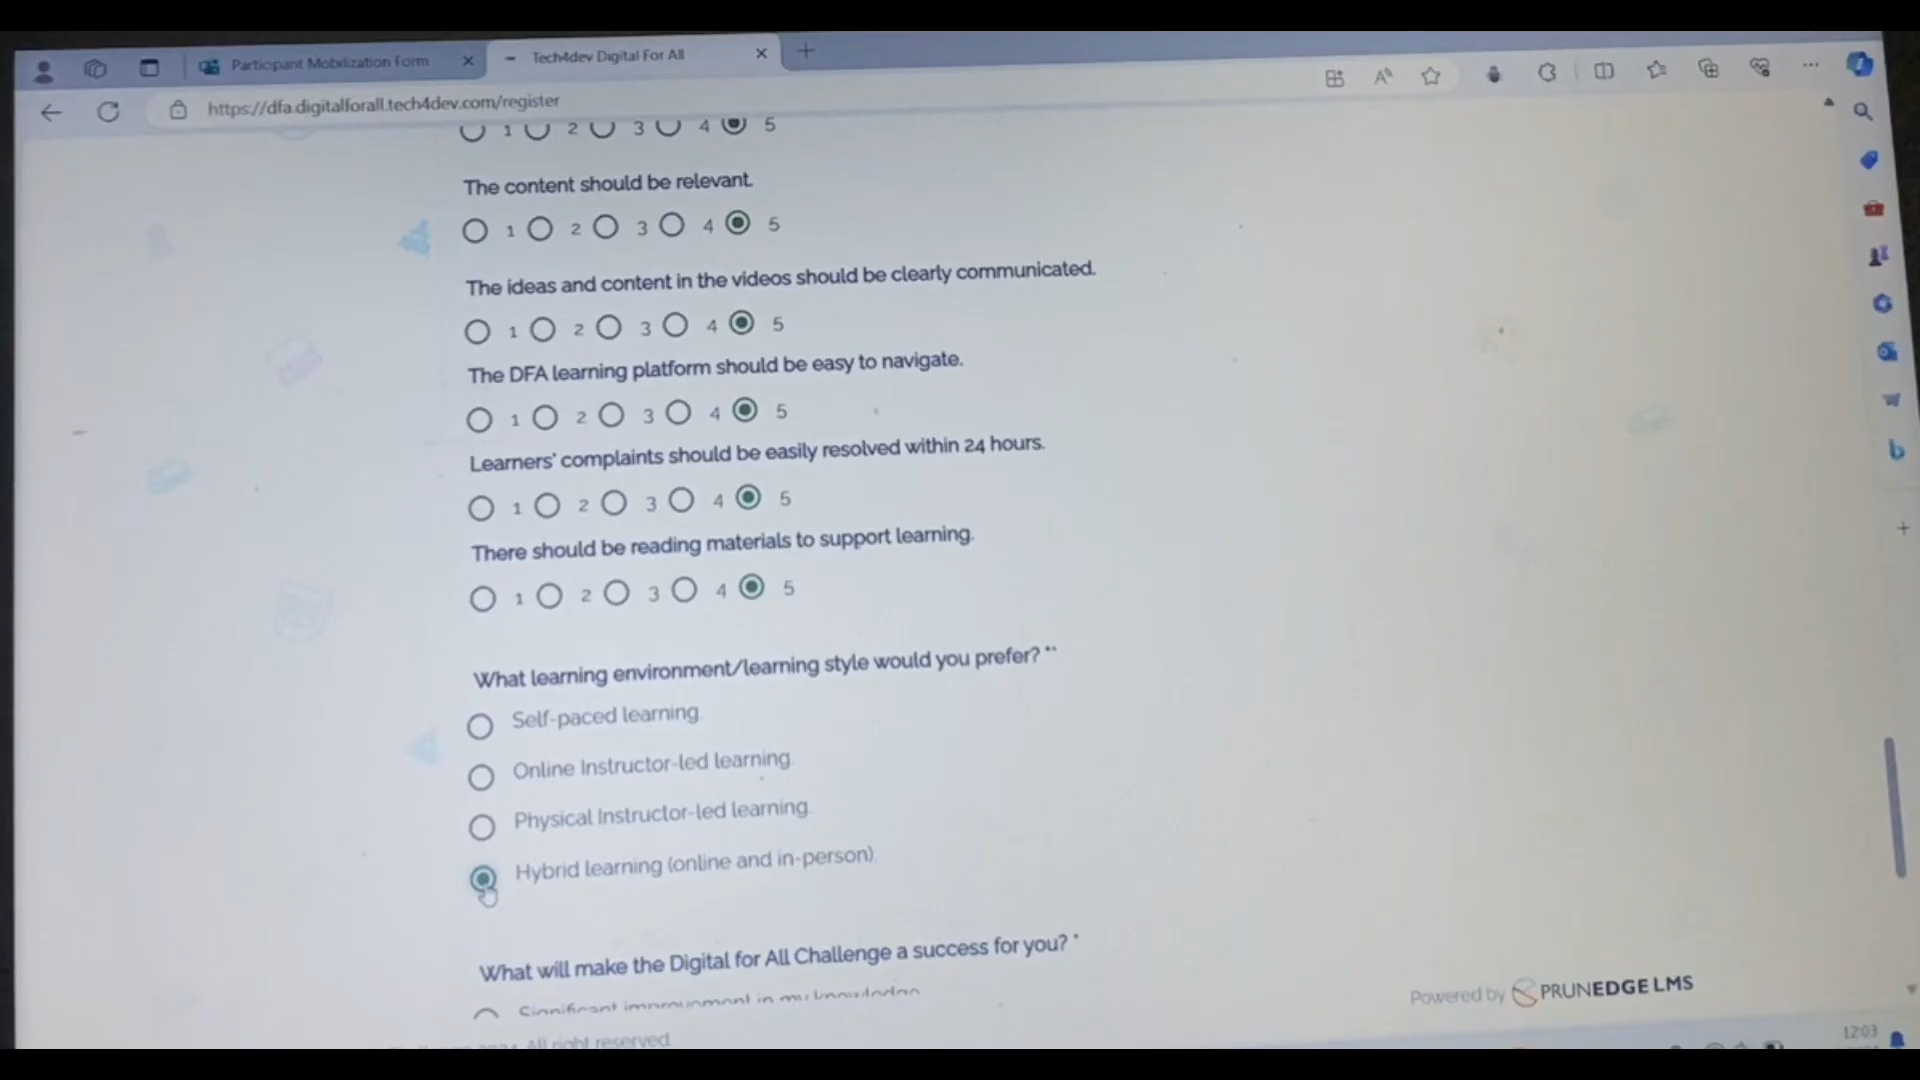 Participant Mobilization Form
Tech4dev Digital For All
https://dfa.digitalforall.tech4dev.com/register
1 2 3 4 5
The content should be relevant.
1 2 3 4 5
The ideas and content in the videos should be clearly communicated.
1 2 3 4 5
The DFA learning platform should be easy to navigate.
1 2 3 4 5
Learners' complaints should be easily resolved within 24 hours.
1 2 3 4 5
There should be reading materials to support learning.
1 2 3 4 5
What learning environment/learning style would you prefer? **
Self-paced learning.
Online Instructor-led learning.
Physical Instructor-led learning.
Hybrid learning (online and in-person).
What will make the Digital for All Challenge a success for you? *
Significant improvement in my knowledge
Powered by PRUNEDGE LMS
All right reserved.
12:03